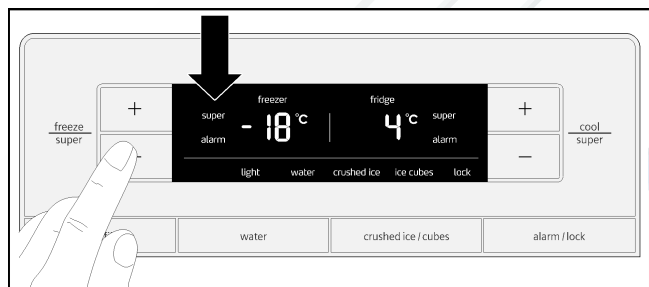 freezer
fridge
super
- 18 °C
4 °C
super
alarm
alarm
light water crushed ice ice cubes lock
+
freeze
super
+
cool
super
−
−
water
crushed ice / cubes
alarm / lock